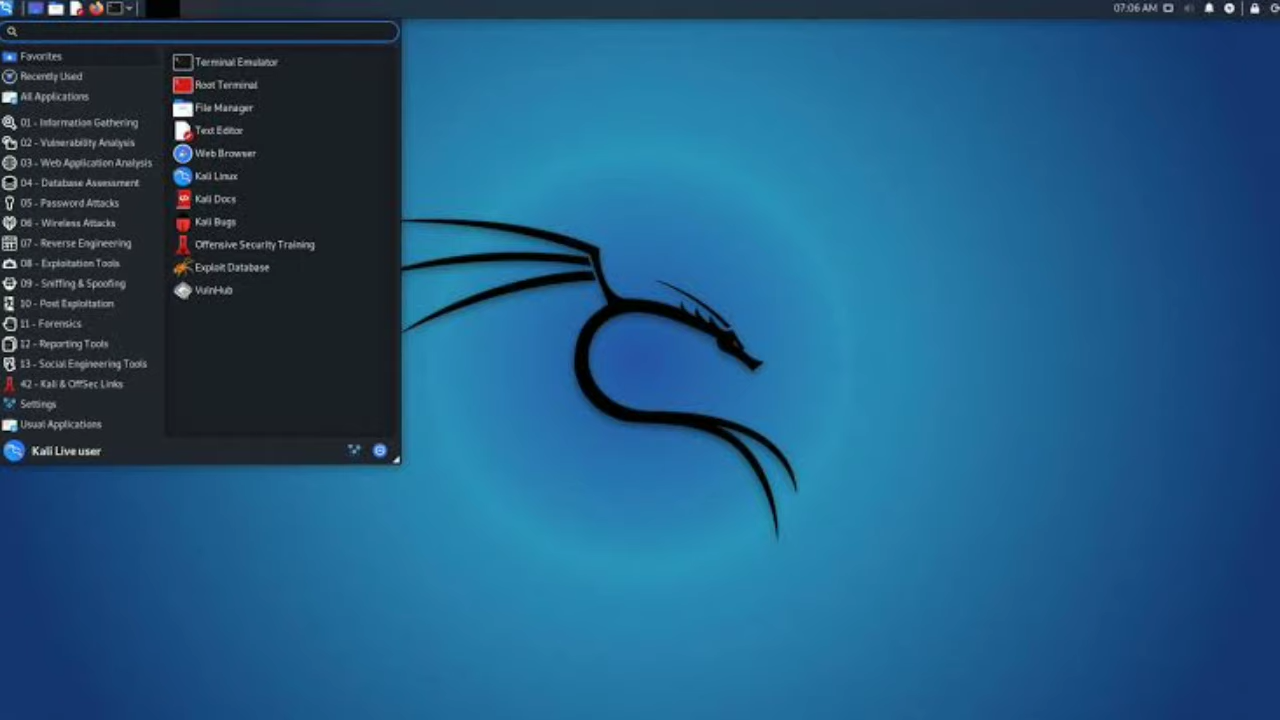 07:06 AM
Favorites
Recently Used
All Applications
01 - Information Gathering
02 - Vulnerability Analysis
03 - Web Application Analysis
04 - Database Assessment
05 - Password Attacks
06 - Wireless Attacks
07 - Reverse Engineering
08 - Exploitation Tools
09 - Sniffing & Spoofing
10 - Post Exploitation
11 - Forensics
12 - Reporting Tools
13 - Social Engineering Tools
42 - Kali & OffSec Links
Settings
Usual Applications
Terminal Emulator
Root Terminal
File Manager
Text Editor
Web Browser
Kali Linux
Kali Docs
Kali Bugs
Offensive Security Training
Exploit Database
VulnHub
Kali Live user